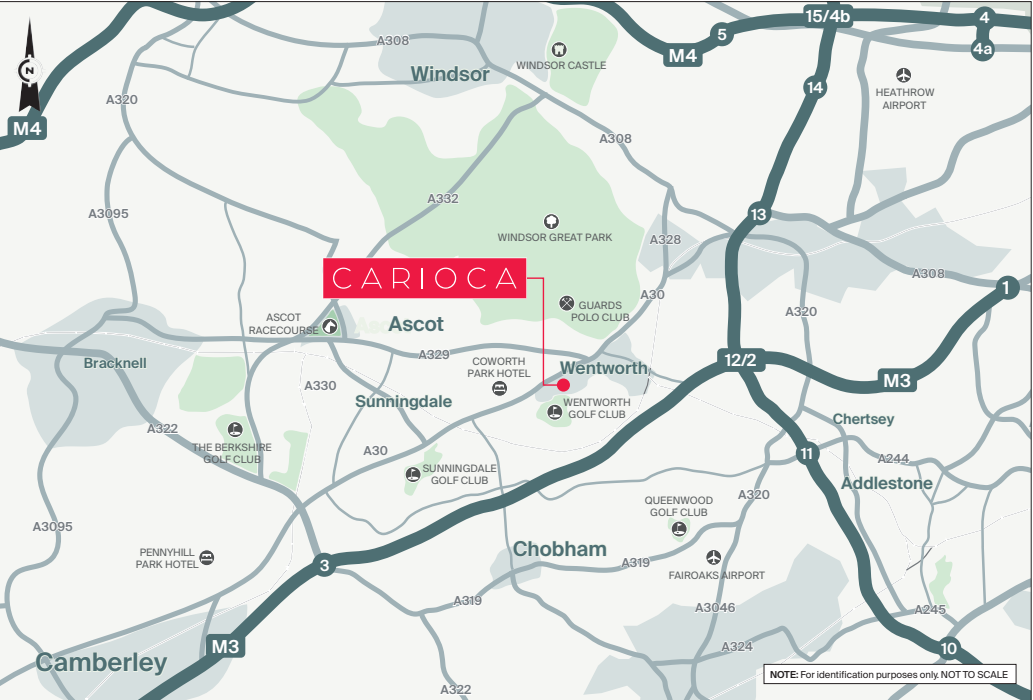 15/4b
4
5
A308
M4
4a
WINDSOR CASTLE
Windsor
N
14
HEATHROW
AIRPORT
A320
M4
A308
A332
A3095
13
WINDSOR GREAT PARK
A328
A308
CARIOCA
1
A30
GUARDS
POLO CLUB
A320
ASCOT
RACECOURSE
Ascot
A329
12/2
Bracknell
COWORTH
PARK HOTEL
Wentworth
M3
A330
Sunningdale
WENTWORTH
GOLF CLUB
Chertsey
A322
THE BERKSHIRE
GOLF CLUB
A30
11
A244
SUNNINGDALE
GOLF CLUB
Addlestone
A320
QUEENWOOD
GOLF CLUB
A3095
PENNYHILL
PARK HOTEL
Chobham
A319
3
FAIROAKS AIRPORT
A319
A3046
A245
M3
A324
10
Camberley
NOTE: For identification purposes only. NOT TO SCALE
A322